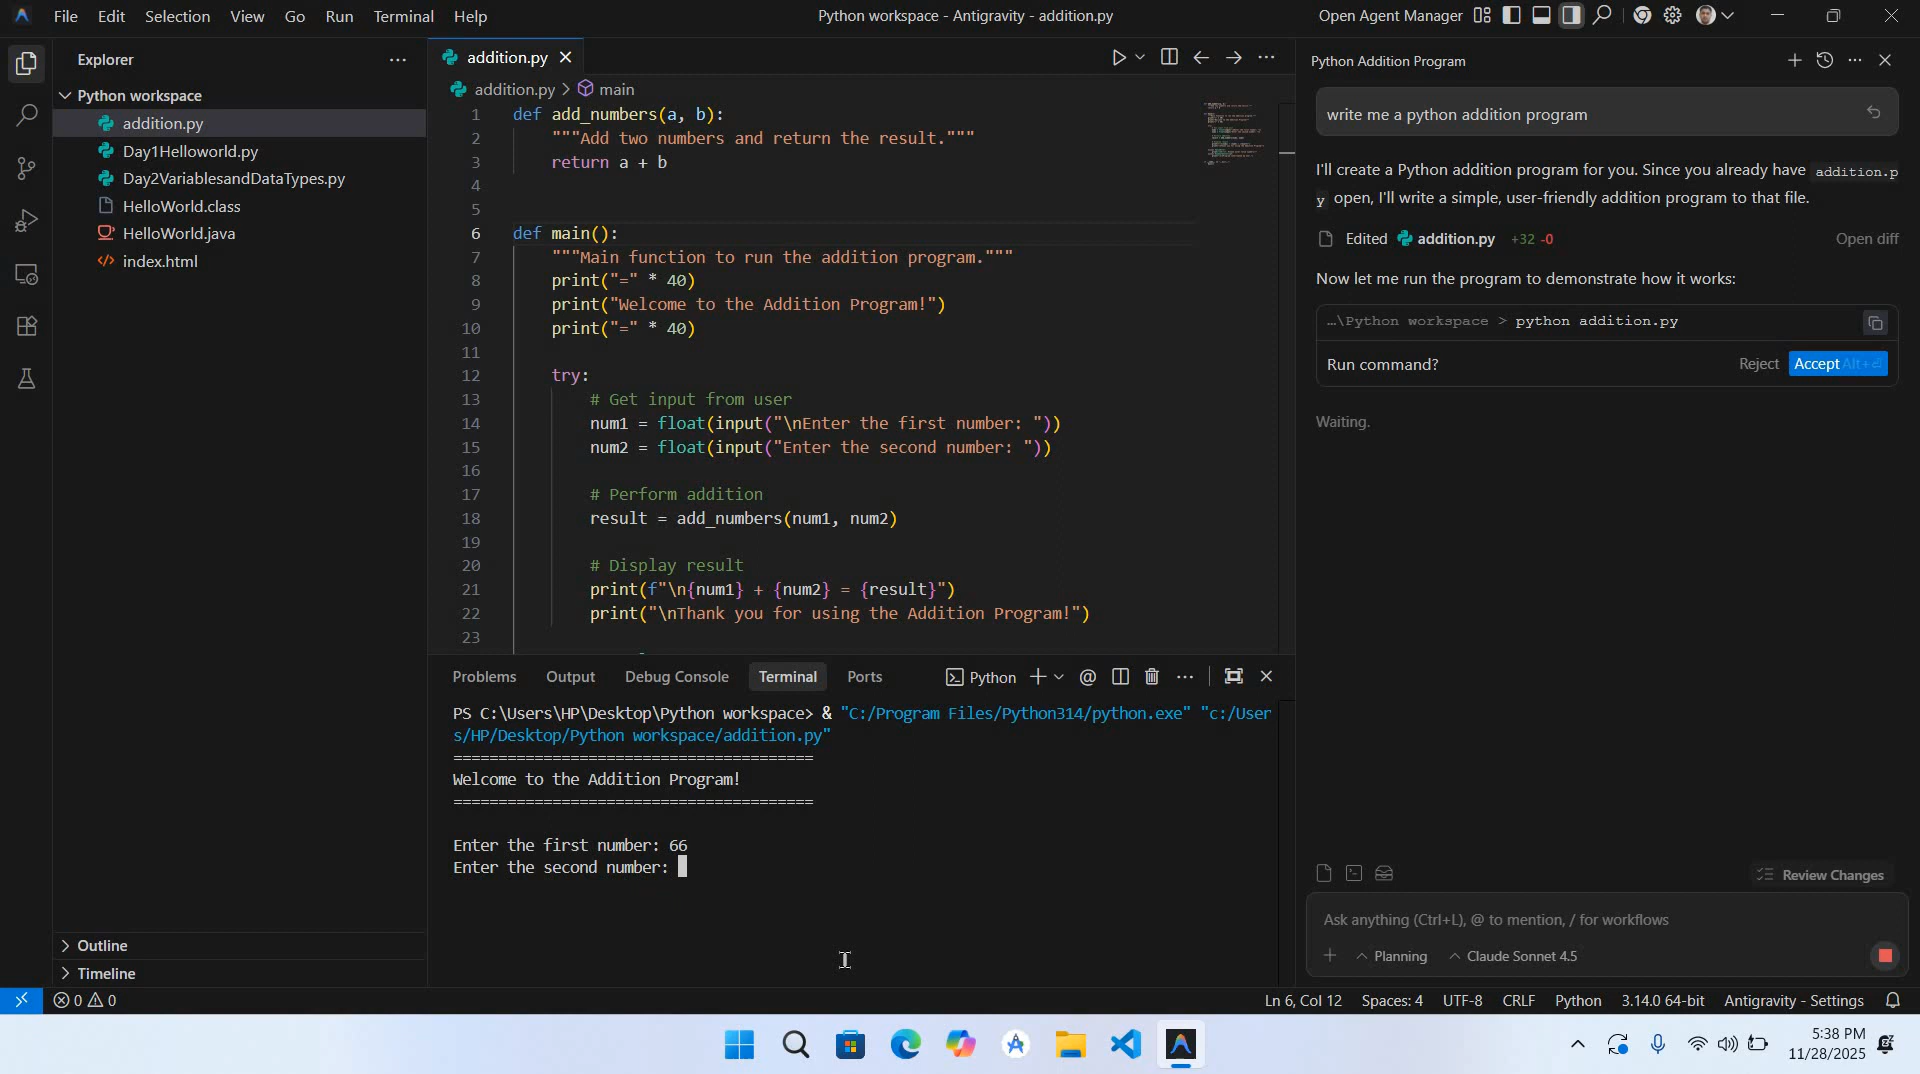 File Edit Selection View Go Run Terminal Help
Python workspace - Antigravity - addition.py
Open Agent Manager
Explorer
Python workspace
addition.py
Day1Helloworld.py
Day2VariablesandDataTypes.py
HelloWorld.class
HelloWorld.java
index.html
Outline
Timeline
addition.py
addition.py > main
1 def add_numbers(a, b):
2 """Add two numbers and return the result."""
3 return a + b
4
5
6 def main():
7 """Main function to run the addition program."""
8 print("=" * 40)
9 print("Welcome to the Addition Program!")
10 print("=" * 40)
11
12 try:
13 # Get input from user
14 num1 = float(input("\nEnter the first number: "))
15 num2 = float(input("Enter the second number: "))
16
17 # Perform addition
18 result = add_numbers(num1, num2)
19
20 # Display result
21 print(f"\n{num1} + {num2} = {result}")
22 print("\nThank you for using the Addition Program!")
23
Problems Output Debug Console Terminal Ports
Python
PS C:\Users\HP\Desktop\Python workspace> & "C:/Program Files/Python314/python.exe" "c:/User
s/HP/Desktop/Python workspace/addition.py"
========================================
Welcome to the Addition Program!
========================================
Enter the first number: 66
Enter the second number:
Python Addition Program
write me a python addition program
I'll create a Python addition program for you. Since you already have addition.p
y open, I'll write a simple, user-friendly addition program to that file.
Edited addition.py +32 -0 Open diff
Now let me run the program to demonstrate how it works:
…\Python workspace > python addition.py
Run command? Reject Accept Alt+⏎
Waiting.
Review Changes
Ask anything (Ctrl+L), @ to mention, / for workflows
Planning Claude Sonnet 4.5
0 0
Ln 6, Col 12 Spaces: 4 UTF-8 CRLF Python 3.14.0 64-bit Antigravity - Settings
5:38 PM
11/28/2025